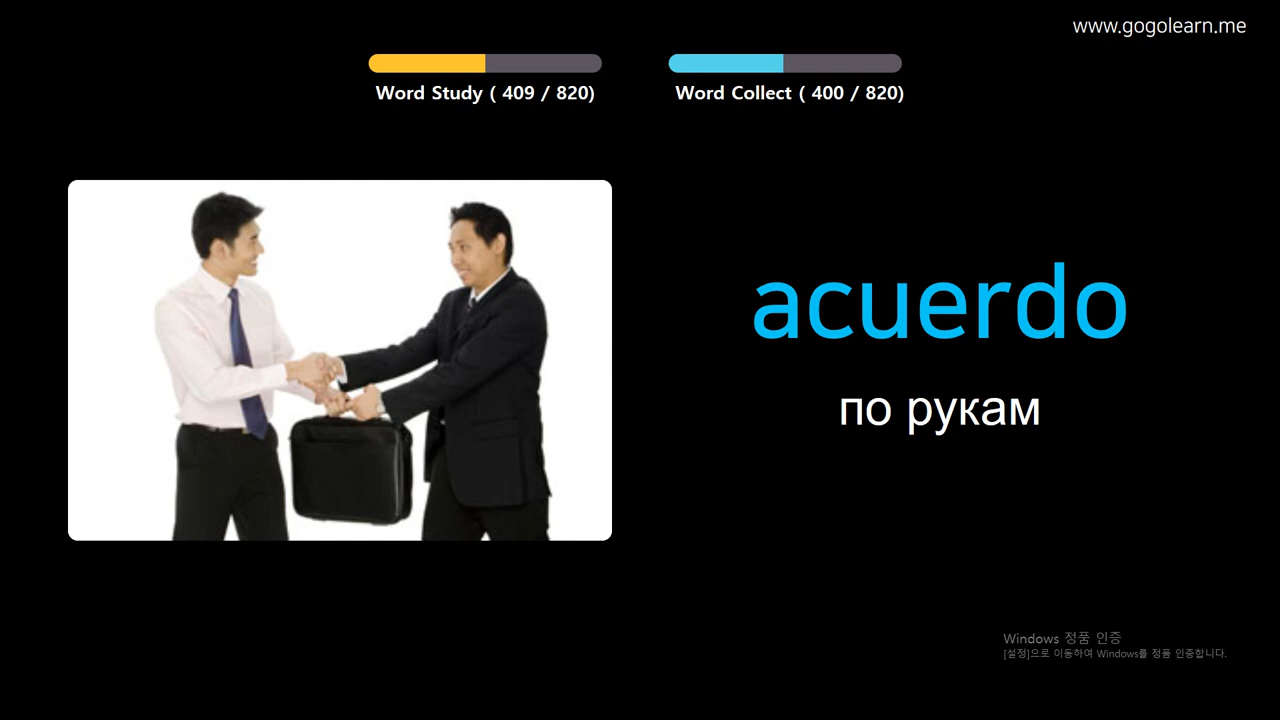 www.gogolearn.me
Word Study ( 409 / 820)
Word Collect ( 400 / 820)
acuerdo
по рукам
Windows 정품 인증
[설정]으로 이동하여 Windows를 정품 인증합니다.